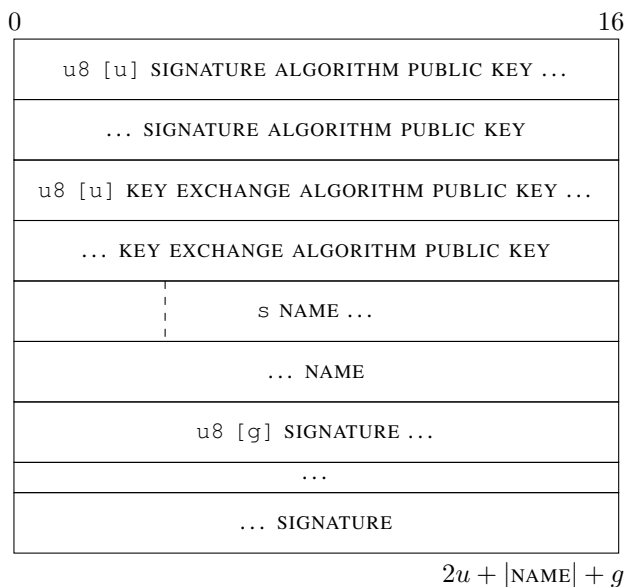 0 16
u8 [u] SIGNATURE ALGORITHM PUBLIC KEY ...
... SIGNATURE ALGORITHM PUBLIC KEY
u8 [u] KEY EXCHANGE ALGORITHM PUBLIC KEY ...
... KEY EXCHANGE ALGORITHM PUBLIC KEY
s NAME ...
... NAME
u8 [g] SIGNATURE ...
...
... SIGNATURE
2u + |NAME| + g